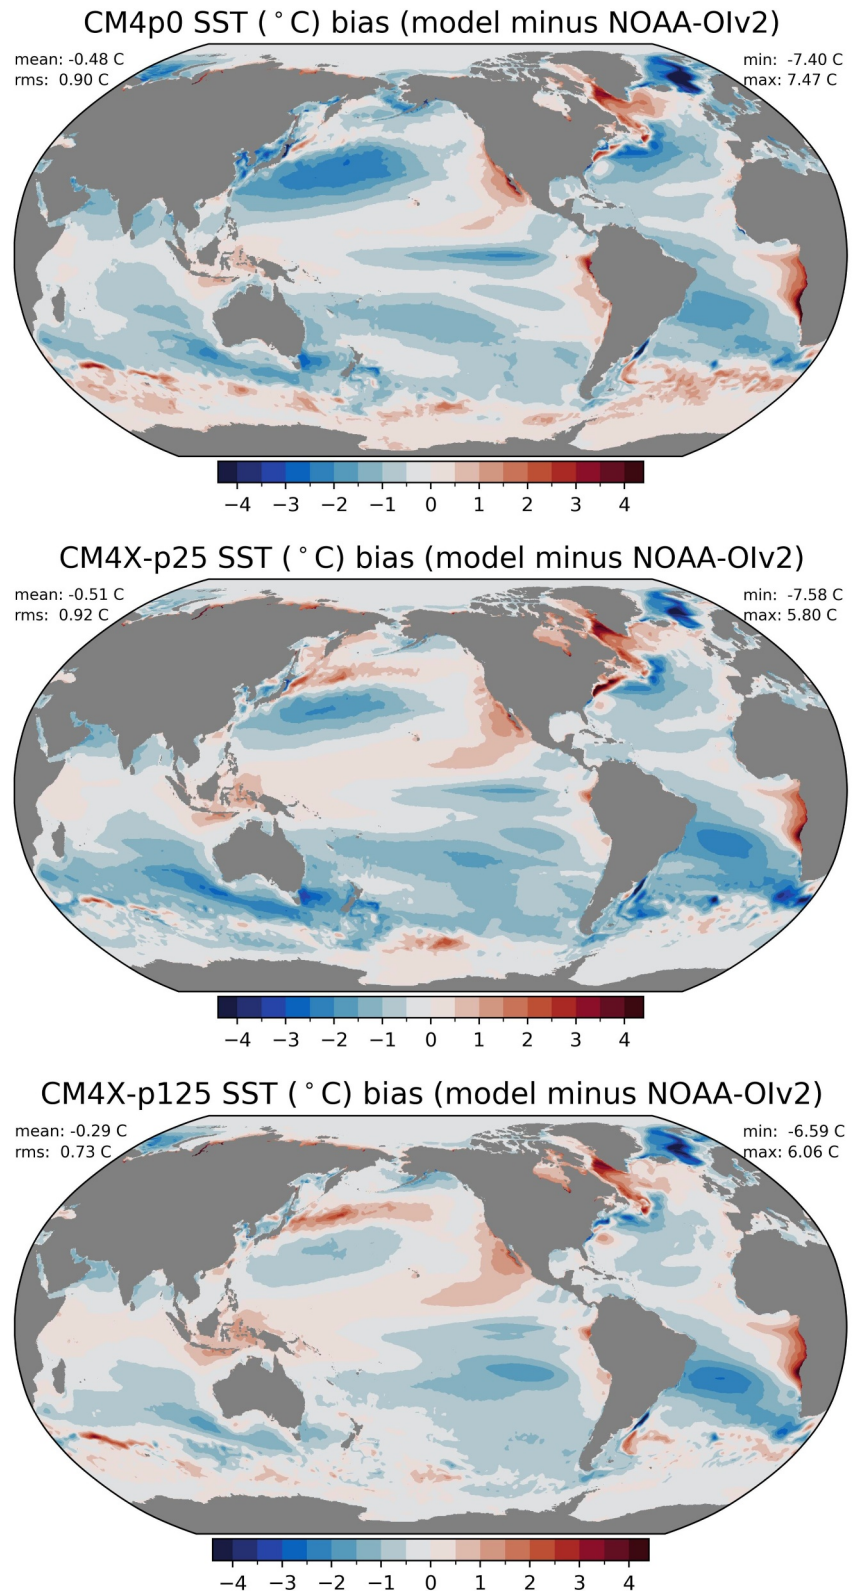 CM4p0 SST (°C) bias (model minus NOAA-OIv2)
mean: -0.48 C
rms: 0.90 C
min: -7.40 C
max: 7.47 C
−4 −3 −2 −1 0 1 2 3 4
CM4X-p25 SST (°C) bias (model minus NOAA-OIv2)
mean: -0.51 C
rms: 0.92 C
min: -7.58 C
max: 5.80 C
−4 −3 −2 −1 0 1 2 3 4
CM4X-p125 SST (°C) bias (model minus NOAA-OIv2)
mean: -0.29 C
rms: 0.73 C
min: -6.59 C
max: 6.06 C
−4 −3 −2 −1 0 1 2 3 4